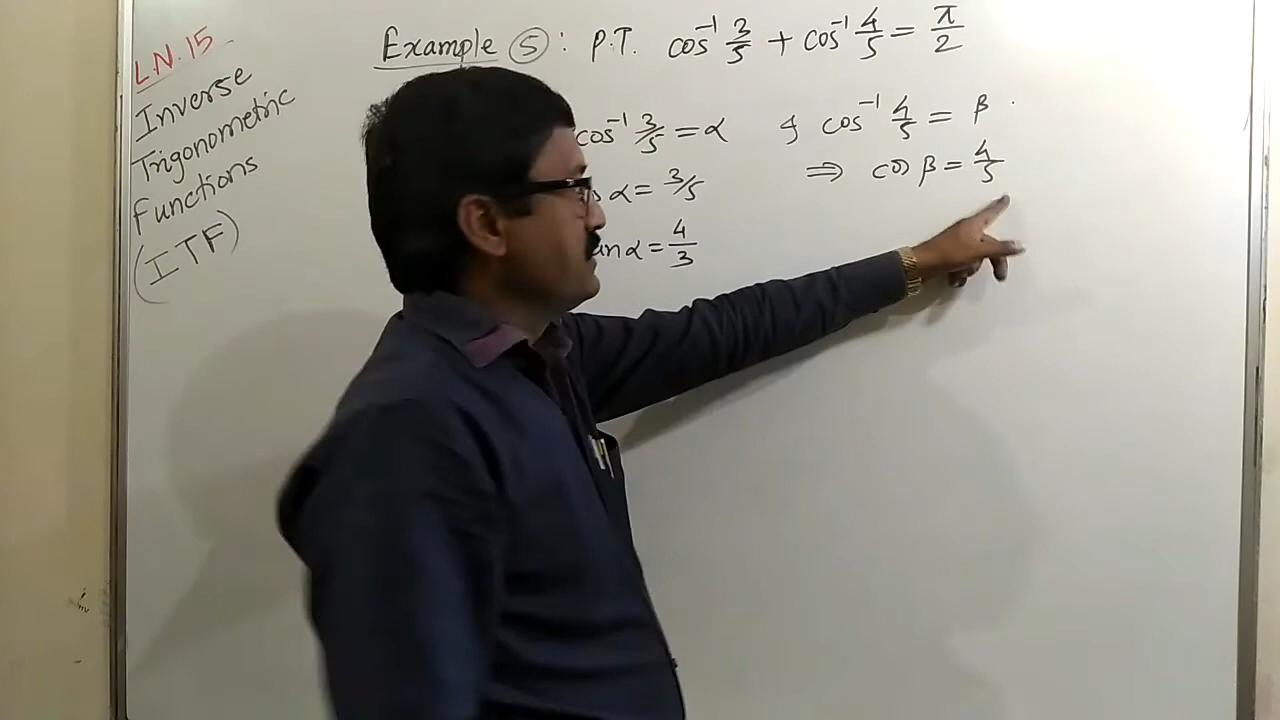 L.N.15
Inverse
Trigonometric
Functions
(ITF)
Example ⑤ : P.T. cos⁻¹ 3/5 + cos⁻¹ 4/5 = π/2
cos⁻¹ 3/5 = α & cos⁻¹ 4/5 = β
α = 3/5 ⇒ cos β = 4/5
α = 4/3